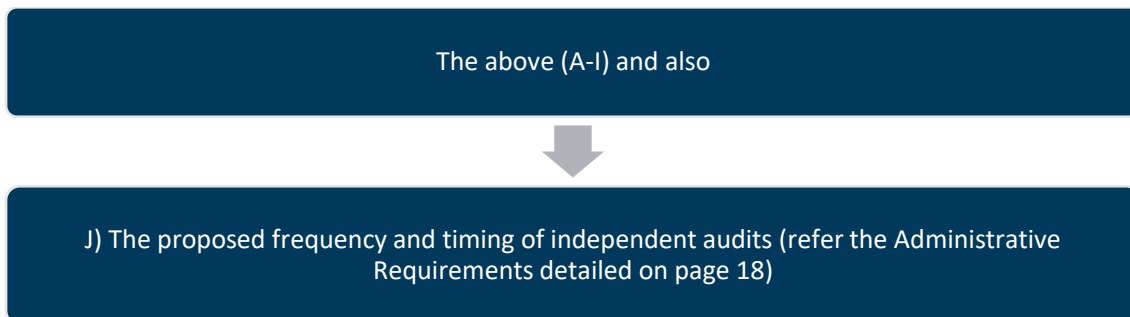 The above (A-I) and also
J) The proposed frequency and timing of independent audits (refer the Administrative
Requirements detailed on page 18)